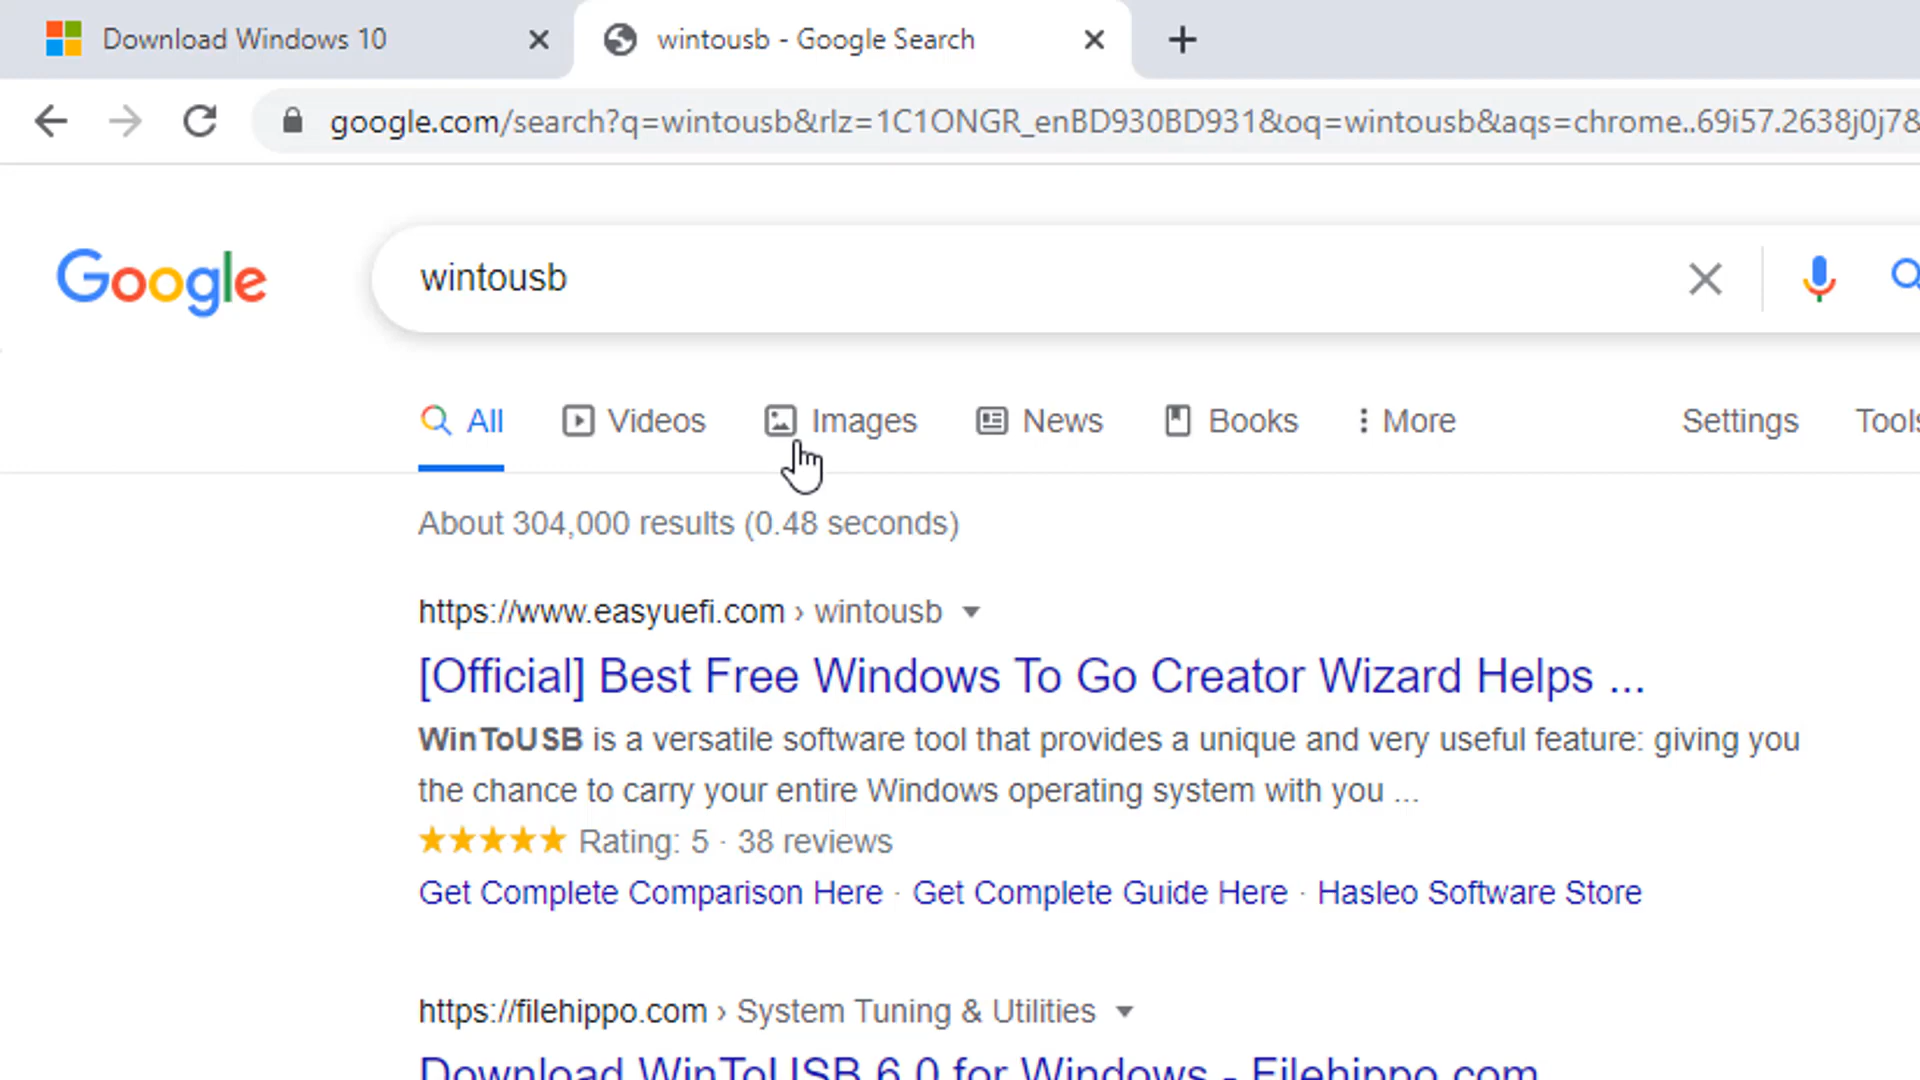 Download Windows 10
wintousb - Google Search
google.com/search?q=wintousb&rlz=1C1ONGR_enBD930BD931&oq=wintousb&aqs=chrome..69i57.2638j0j7&
Google
wintousb
All Videos Images News Books More Settings Tools
About 304,000 results (0.48 seconds)
https://www.easyuefi.com › wintousb
[Official] Best Free Windows To Go Creator Wizard Helps ...
WinToUSB is a versatile software tool that provides a unique and very useful feature: giving you
the chance to carry your entire Windows operating system with you ...
Rating: 5 · 38 reviews
Get Complete Comparison Here · Get Complete Guide Here · Hasleo Software Store
https://filehippo.com › System Tuning & Utilities
Download WinToUSB 6.0 for Windows - Filehippo.com